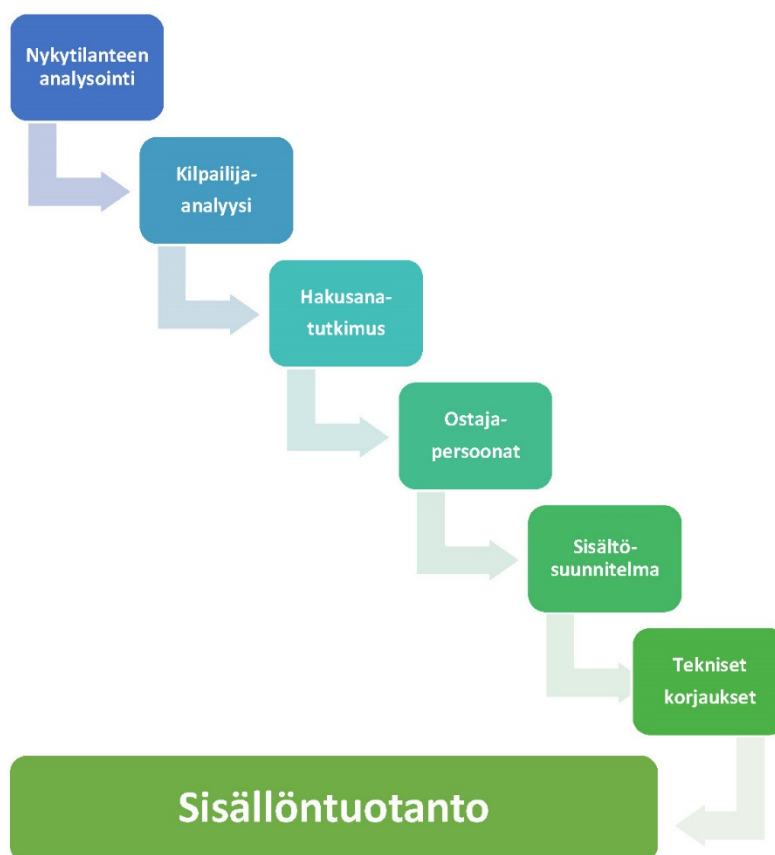 Nykytilanteen
analysointi
Kilpailija-
analyysi
Hakusana-
tutkimus
Ostaja-
persoonat
Sisältö-
suunnitelma
Tekniset
korjaukset
Sisällöntuotanto